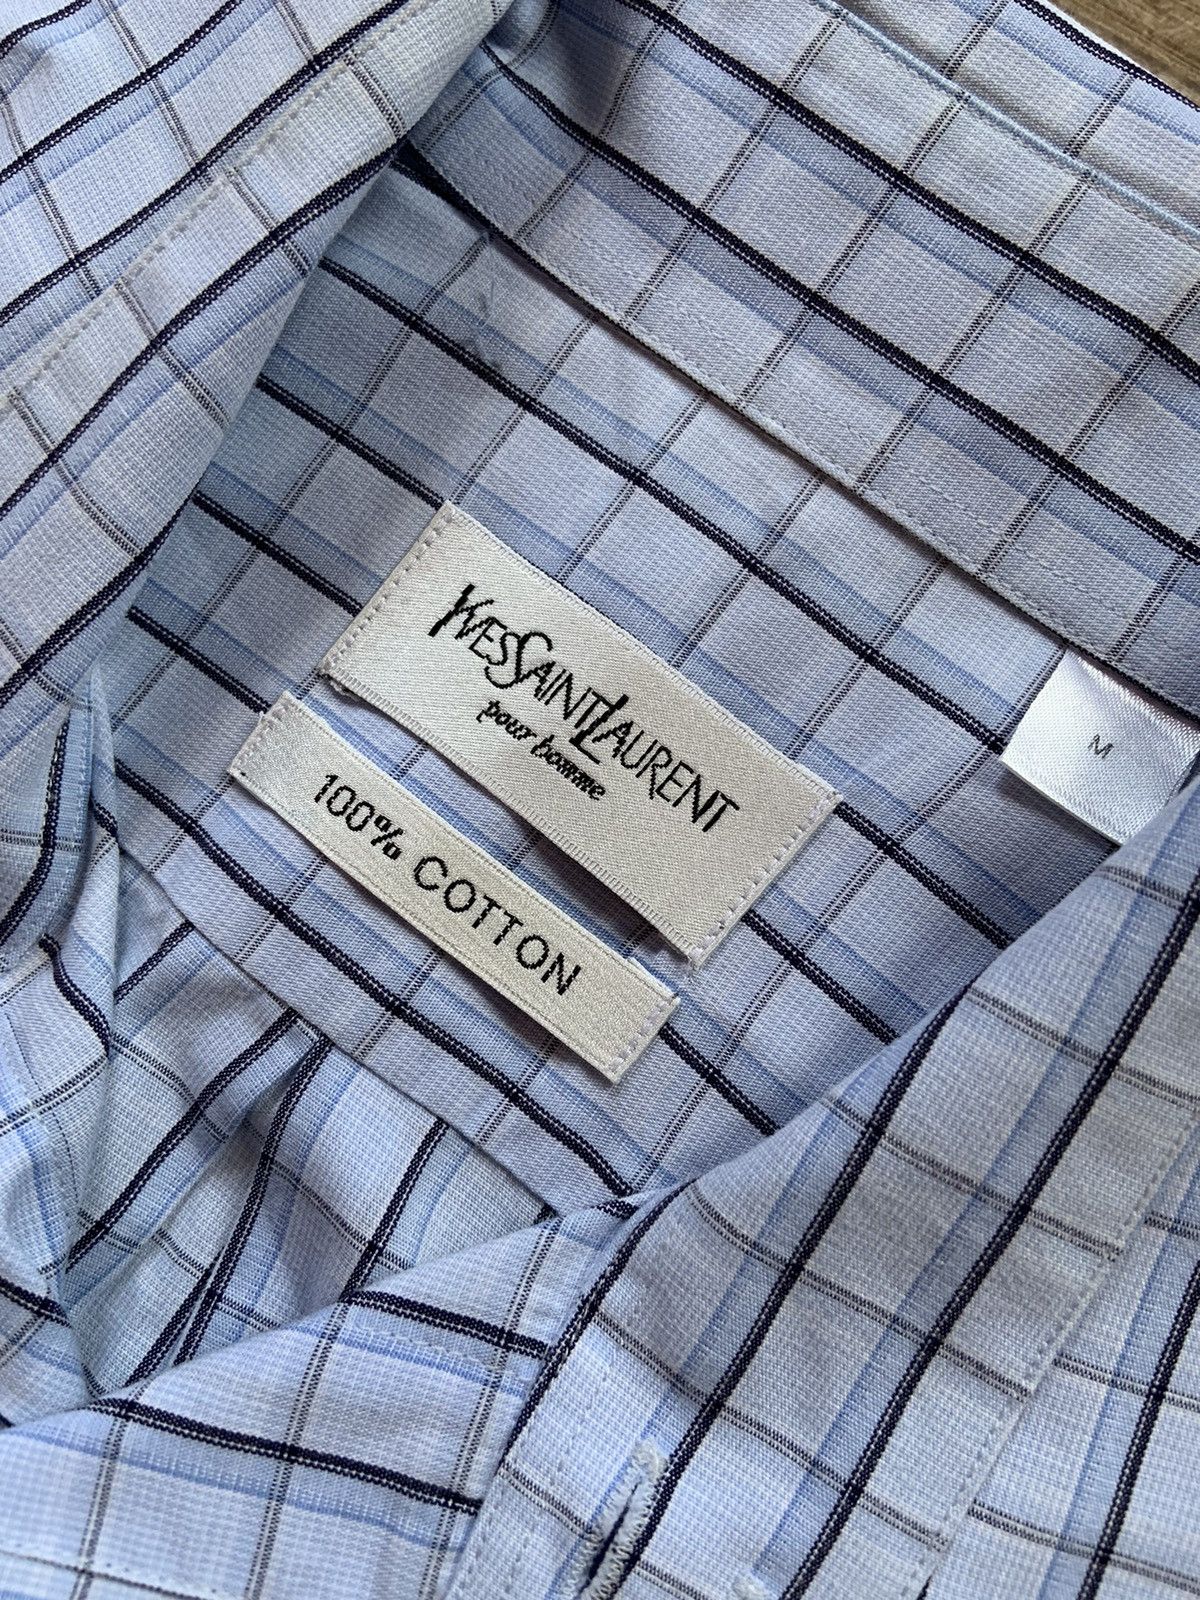 YVESSAINTLAURENT
pour homme
100% COTTON
M